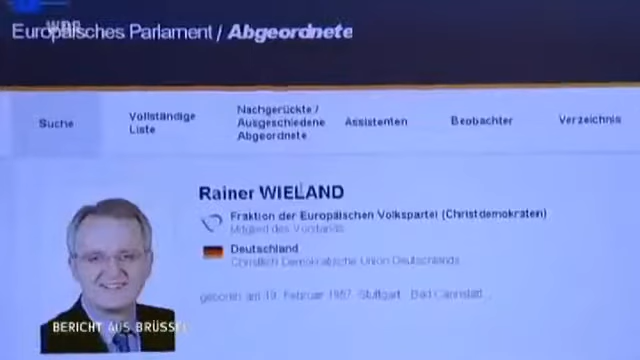 WDR
Europäisches Parlament / Abgeordnete
Suche
Vollständige
Liste
Nachgerückte /
Ausgeschiedene
Abgeordnete
Assistenten
Beobachter
Verzeichnis
Rainer WIELAND
Fraktion der Europäischen Volkspartei (Christdemokraten)
Mitglied des Vorstands
Deutschland
Christlich Demokratische Union Deutschlands
geboren am 19. Februar 1957, Stuttgart - Bad Cannstatt
BERICHT AUS BRÜSSEL